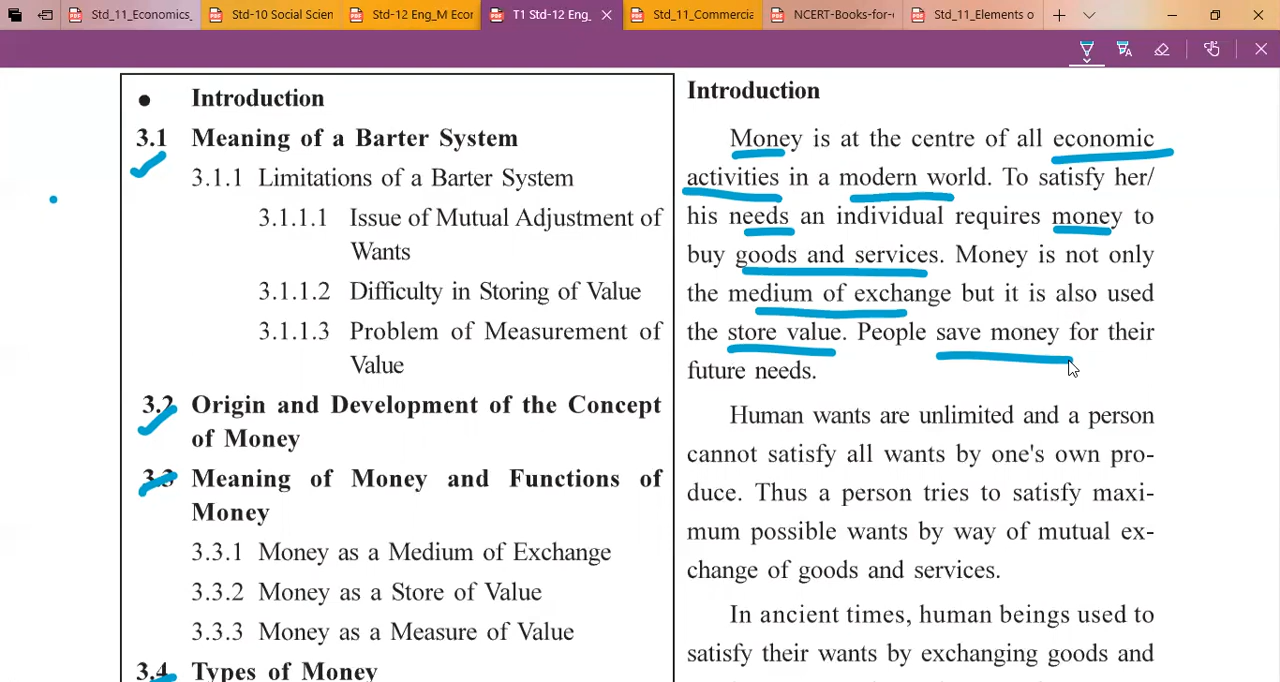 Std_11_Economics_
Std-10 Social Scien
Std-12 Eng_M Econ
T1 Std-12 Eng_
Std_11_Commercia
NCERT-Books-for-
Std_11_Elements o
• Introduction
3.1 Meaning of a Barter System
3.1.1 Limitations of a Barter System
3.1.1.1 Issue of Mutual Adjustment of
Wants
3.1.1.2 Difficulty in Storing of Value
3.1.1.3 Problem of Measurement of
Value
3.2 Origin and Development of the Concept
of Money
3.3 Meaning of Money and Functions of
Money
3.3.1 Money as a Medium of Exchange
3.3.2 Money as a Store of Value
3.3.3 Money as a Measure of Value
3.4 Types of Money
Introduction
Money is at the centre of all economic
activities in a modern world. To satisfy her/
his needs an individual requires money to
buy goods and services. Money is not only
the medium of exchange but it is also used
the store value. People save money for their
future needs.
Human wants are unlimited and a person
cannot satisfy all wants by one's own pro-
duce. Thus a person tries to satisfy maxi-
mum possible wants by way of mutual ex-
change of goods and services.
In ancient times, human beings used to
satisfy their wants by exchanging goods and